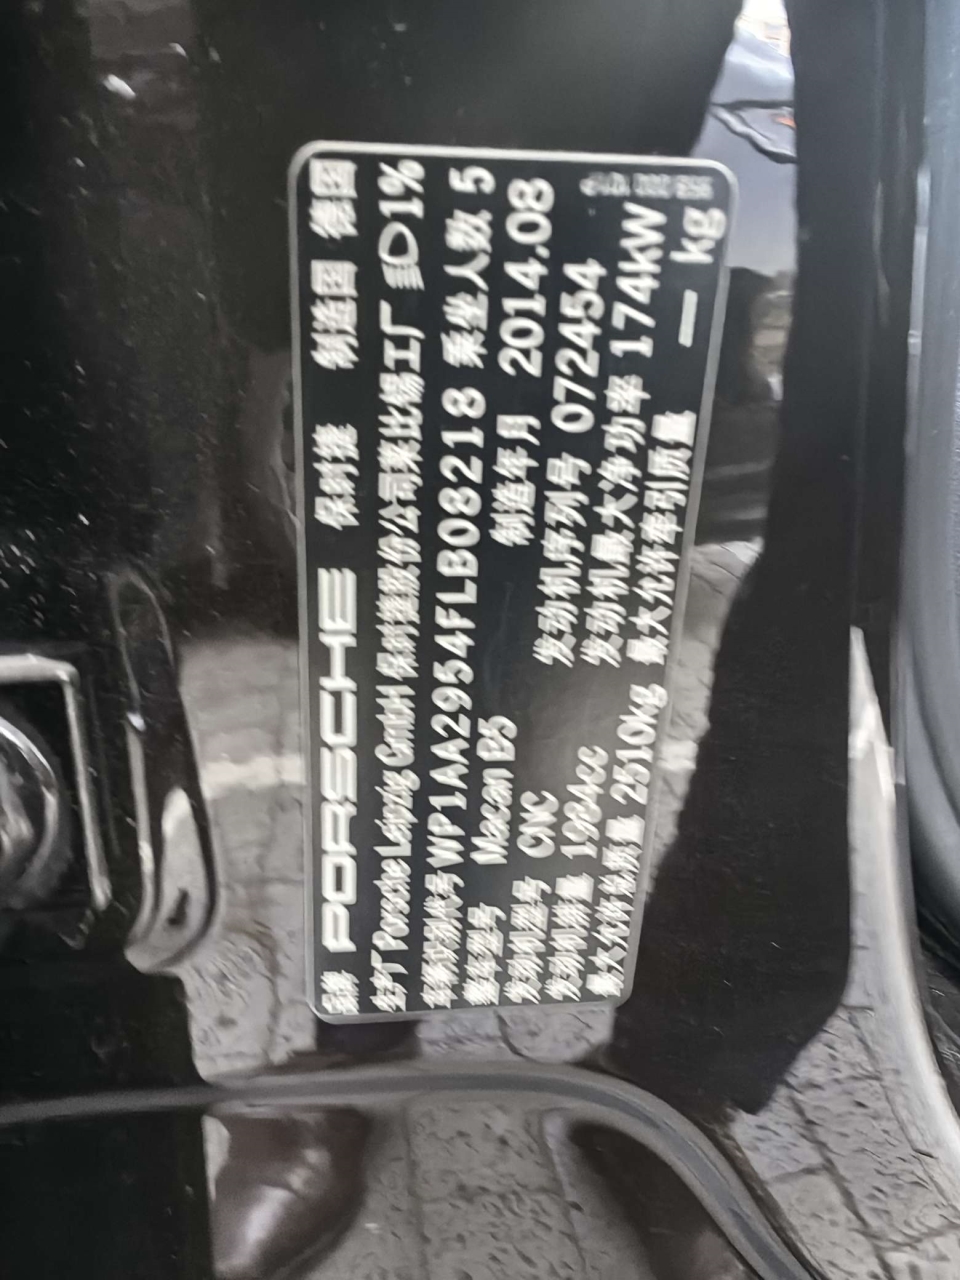 品牌 PORSCHE 保时捷 制造国 德国
生产厂 Porsche Leipzig GmbH 保时捷股份公司莱比锡工厂 1%
车辆识别代号 WP1AA2954FLB08218 乘坐人数 5
整车型号 Macan B5 制造年月 2014.08
发动机型号 CNC 发动机序列号 072454
发动机排量 1984cc 发动机最大净功率 174kW
最大允许总质量 2510kg 最大允许牵引质量 — kg